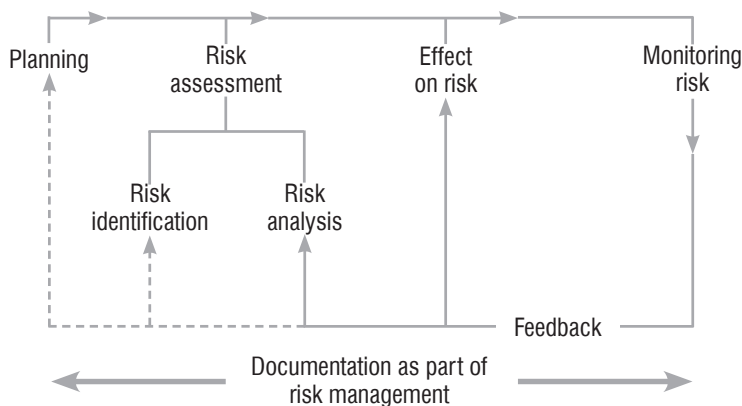 Planning
Risk
assessment
Effect
on risk
Monitoring
risk
Risk
identification
Risk
analysis
Feedback
Documentation as part of
risk management